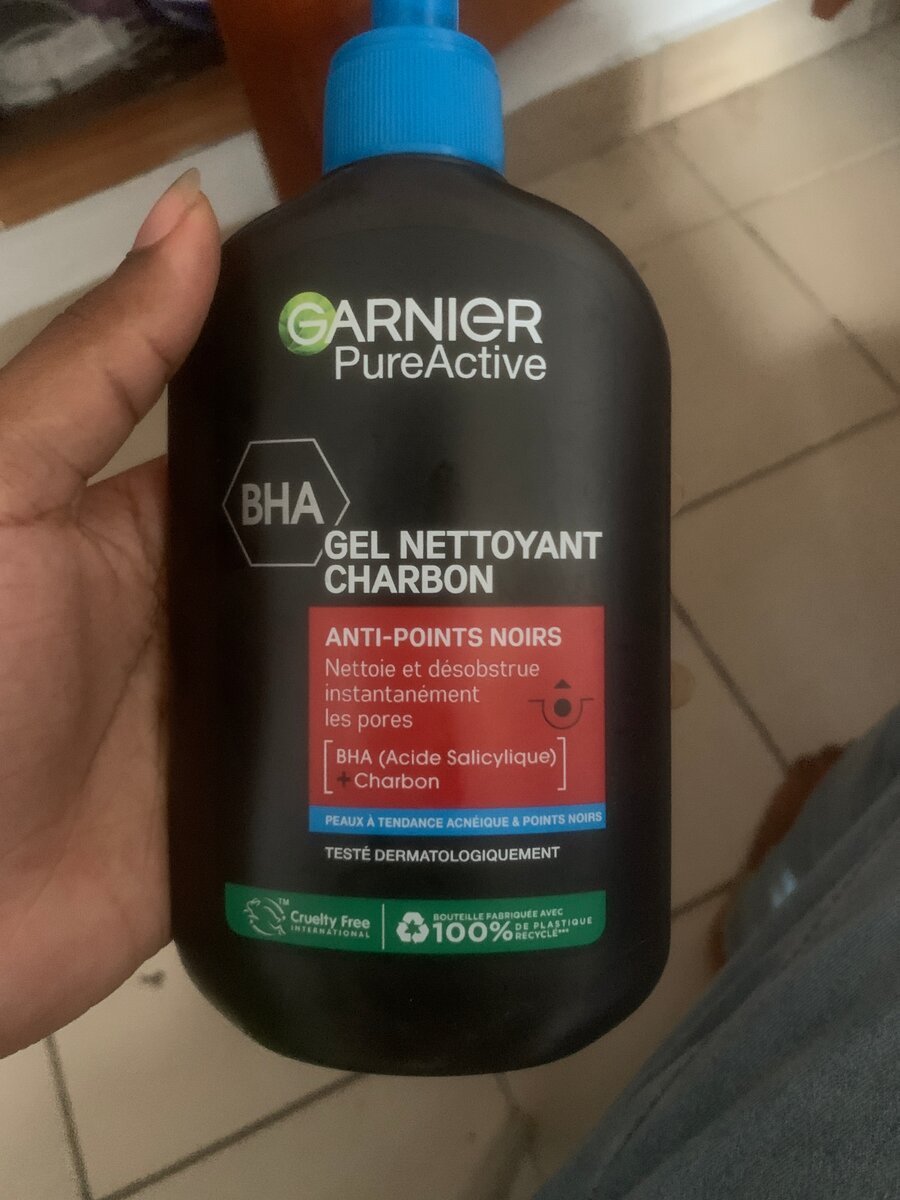 GARNIER
PureActive
BHA
GEL NETTOYANT
CHARBON
ANTI-POINTS NOIRS
Nettoie et désobstrue
instantanément
les pores
[BHA (Acide Salicylique)
+ Charbon]
PEAUX À TENDANCE ACNÉIQUE & POINTS NOIRS
TESTÉ DERMATOLOGIQUEMENT
Cruelty Free TM
INTERNATIONAL
BOUTEILLE FABRIQUÉE AVEC
100% DE PLASTIQUE
RECYCLÉ***